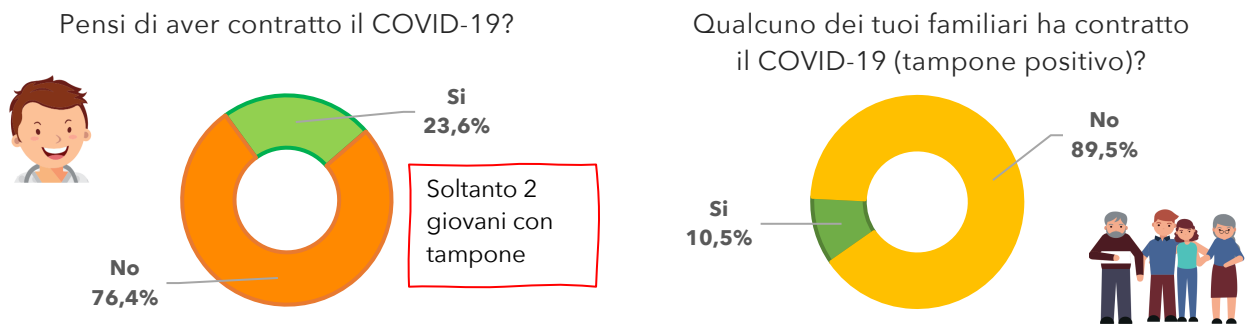 Pensi di aver contratto il COVID-19?
Si
23,6%
Soltanto 2
giovani con
tampone
No
76,4%
Qualcuno dei tuoi familiari ha contratto
il COVID-19 (tampone positivo)?
No
89,5%
Si
10,5%